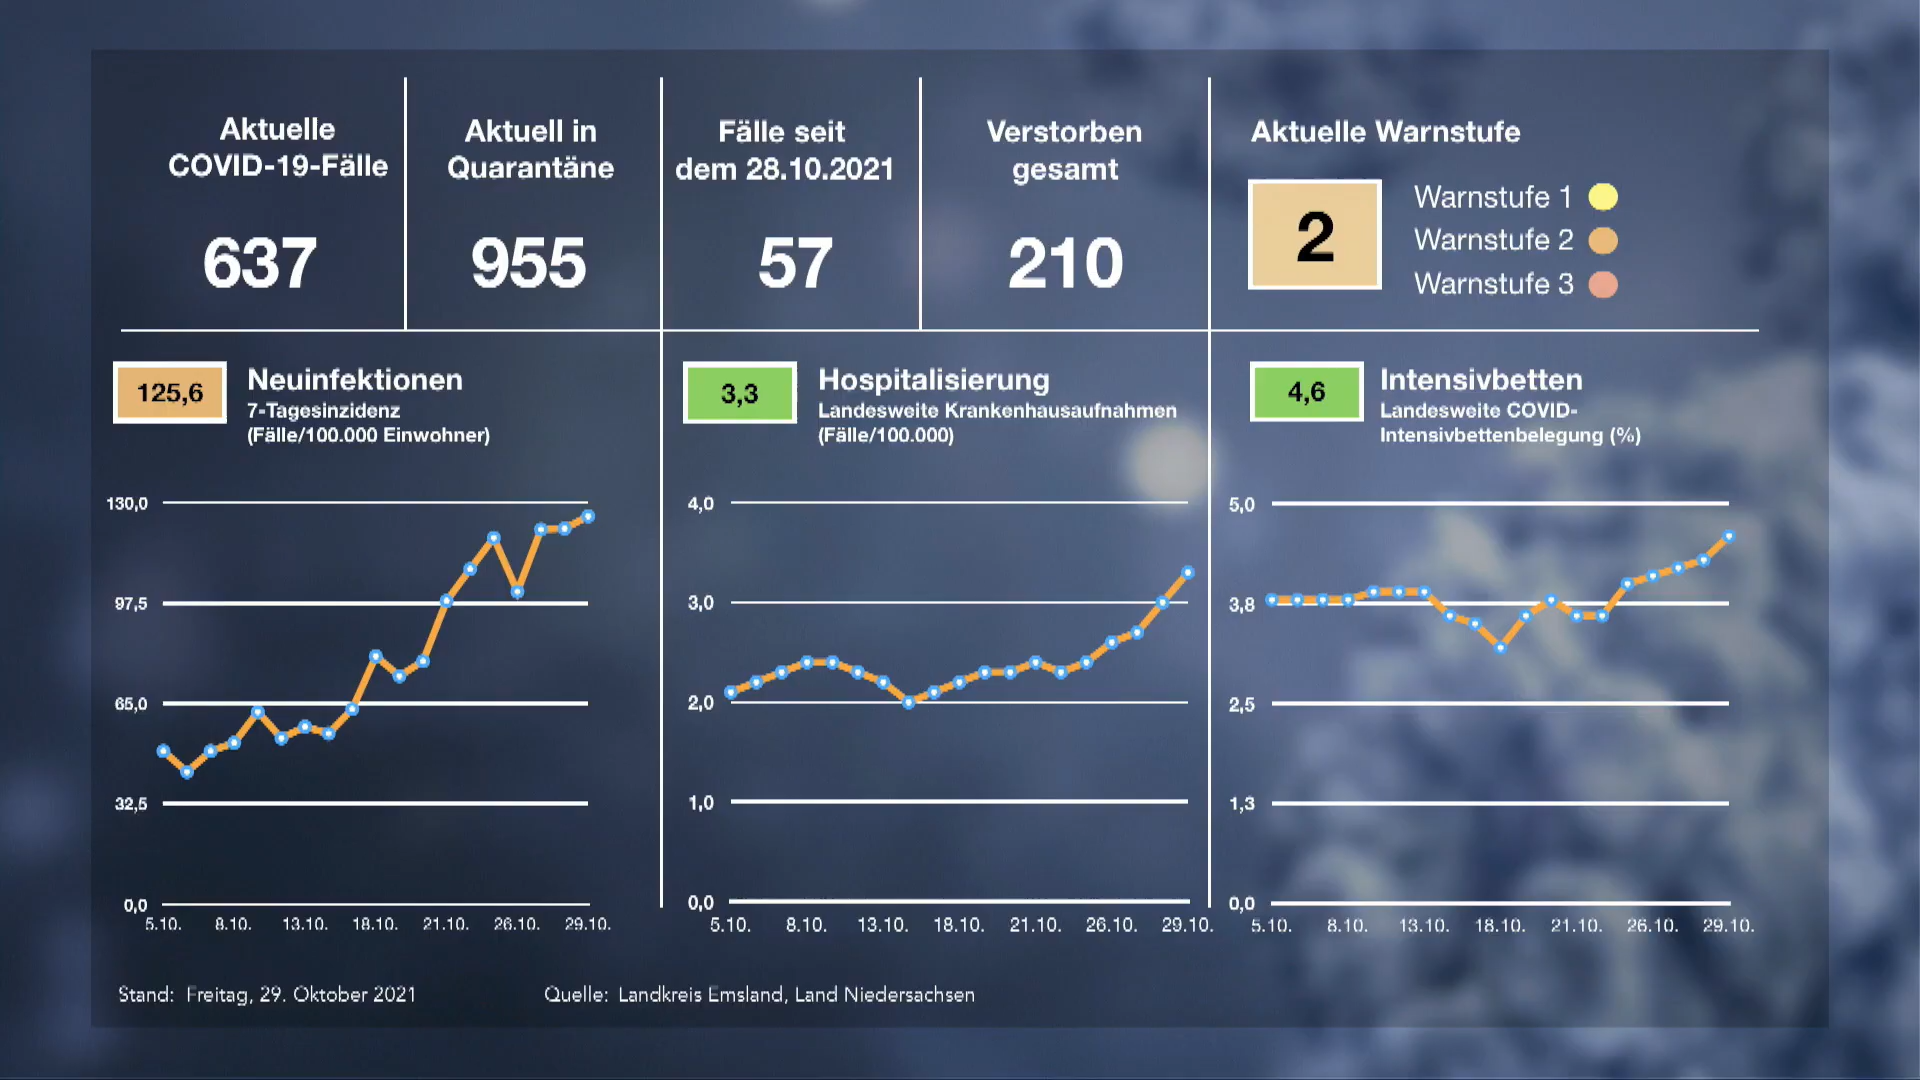 Aktuelle
COVID-19-Fälle
637
Aktuell in
Quarantäne
955
Fälle seit
dem 28.10.2021
57
Verstorben
gesamt
210
Aktuelle Warnstufe
2
Warnstufe 1
Warnstufe 2
Warnstufe 3
125,6
Neuinfektionen
7-Tagesinzidenz
(Fälle/100.000 Einwohner)
130,0
97,5
65,0
32,5
0,0
5.10. 8.10. 13.10. 18.10. 21.10. 26.10. 29.10.
3,3
Hospitalisierung
Landesweite Krankenhausaufnahmen
(Fälle/100.000)
4,0
3,0
2,0
1,0
0,0
5.10. 8.10. 13.10. 18.10. 21.10. 26.10. 29.10.
4,6
Intensivbetten
Landesweite COVID-
Intensivbettenbelegung (%)
5,0
3,8
2,5
1,3
0,0
5.10. 8.10. 13.10. 18.10. 21.10. 26.10. 29.10.
Stand: Freitag, 29. Oktober 2021
Quelle: Landkreis Emsland, Land Niedersachsen